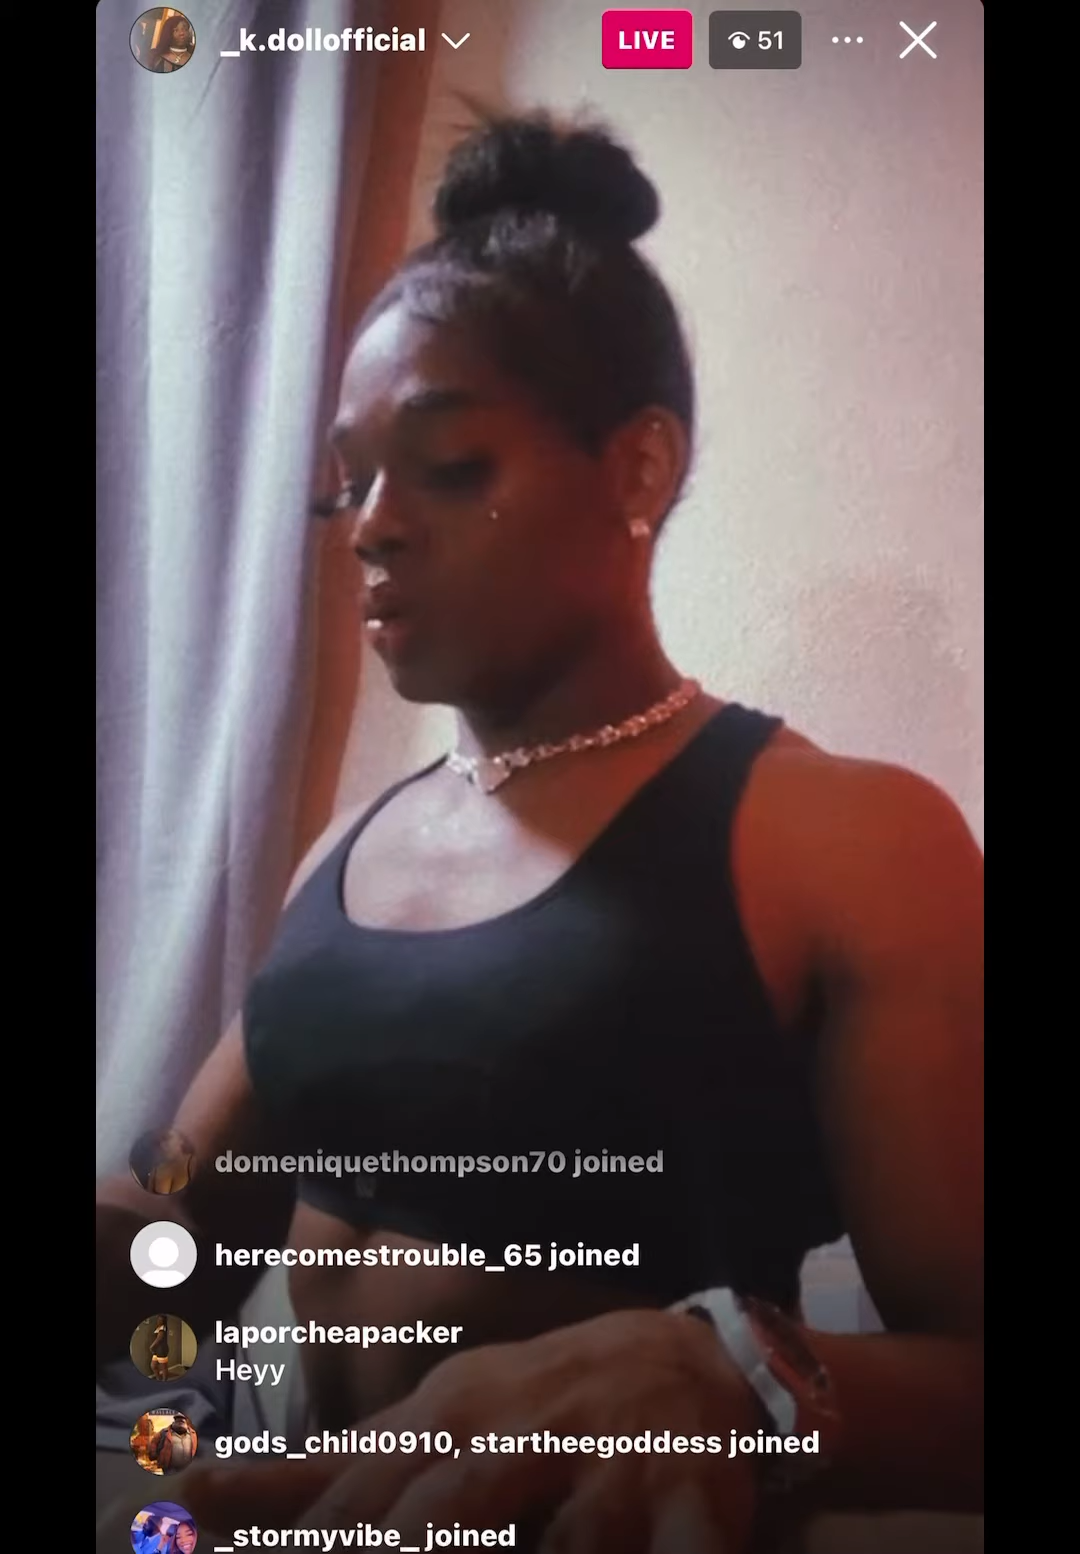 _k.dollofficial
LIVE
51
domeniquethompson70 joined
herecomestrouble_65 joined
laporcheapacker
Heyy
gods_child0910, startheegoddess joined
_stormyvibe_ joined